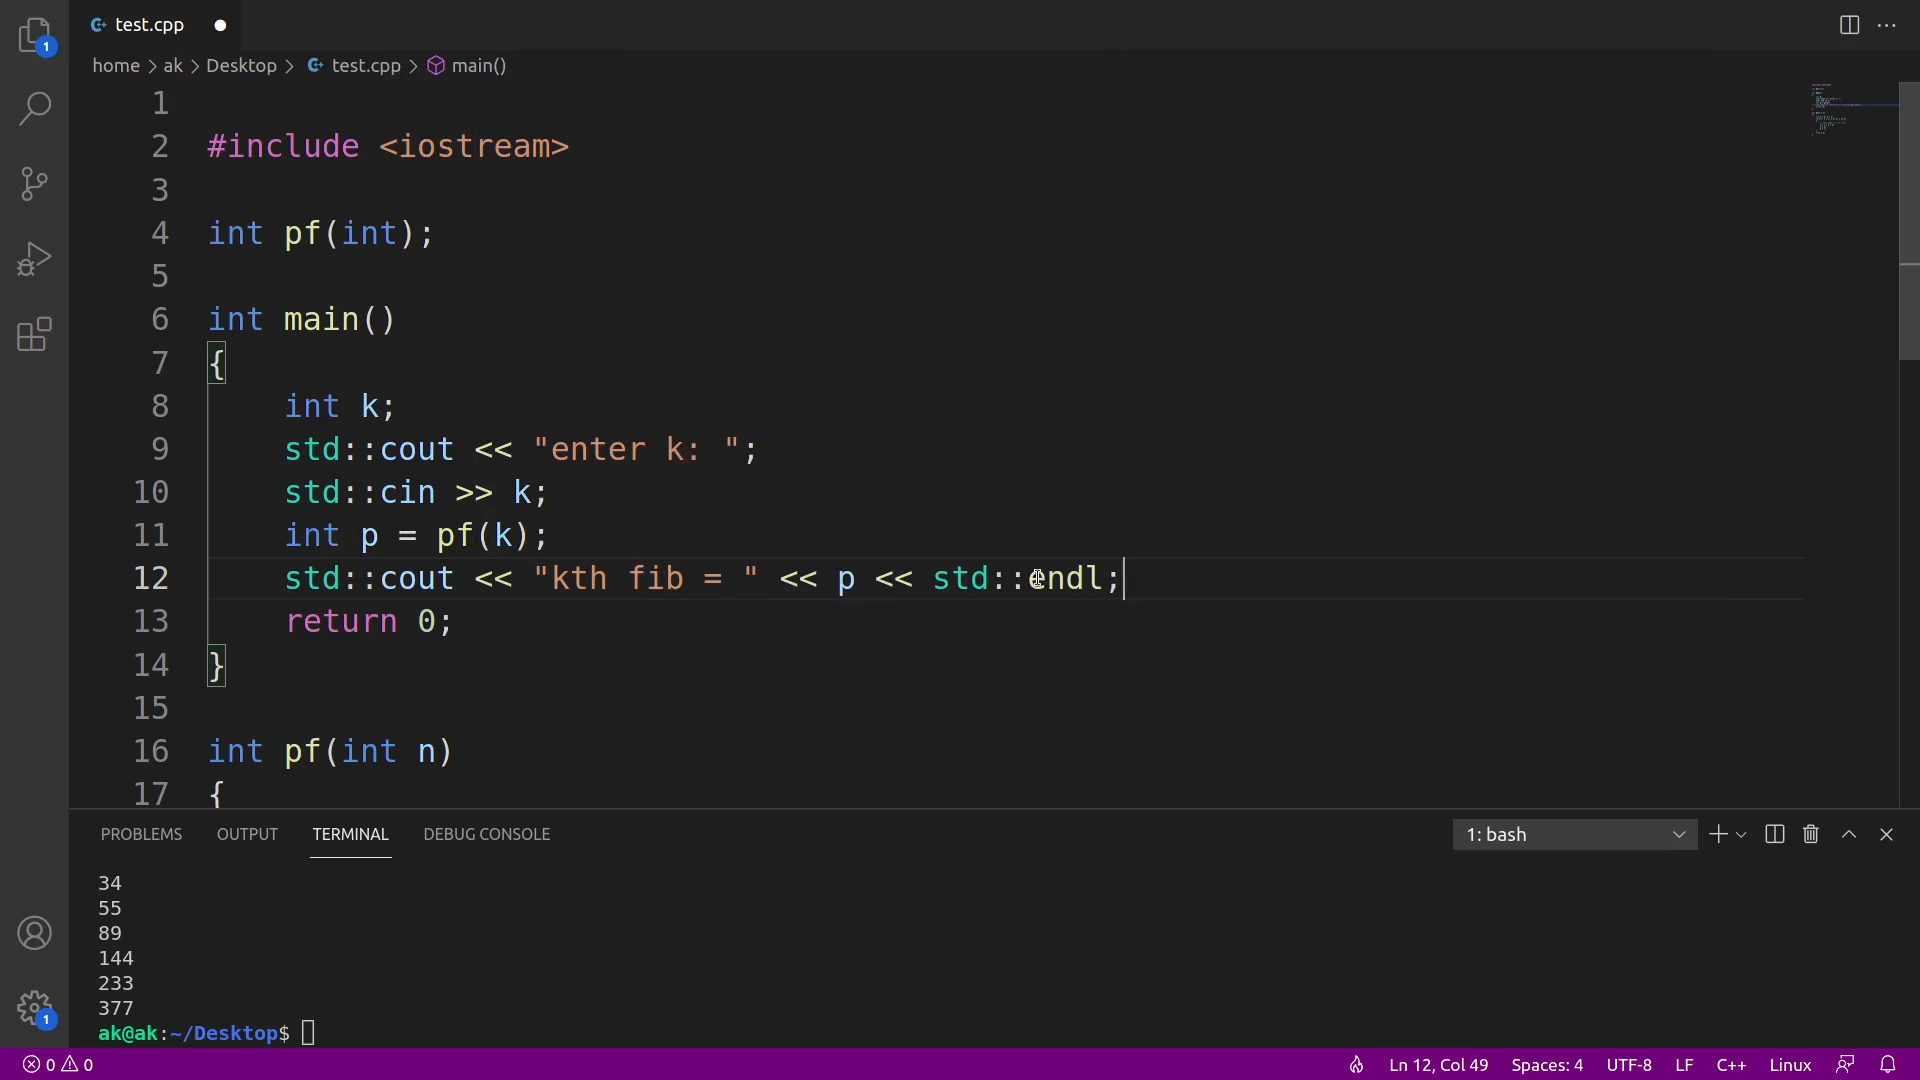 test.cpp
1
home > ak > Desktop > test.cpp > main()
1
2 #include <iostream>
3
4 int pf(int);
5
6 int main()
7 {
8 int k;
9 std::cout << "enter k: ";
10 std::cin >> k;
11 int p = pf(k);
12 std::cout << "kth fib = " << p << std::endl;
13 return 0;
14 }
15
16 int pf(int n)
17 {
PROBLEMS OUTPUT TERMINAL DEBUG CONSOLE 1: bash
34
55
89
144
233
377
1
ak@ak:~/Desktop$
0 0 Ln 12, Col 49 Spaces: 4 UTF-8 LF C++ Linux